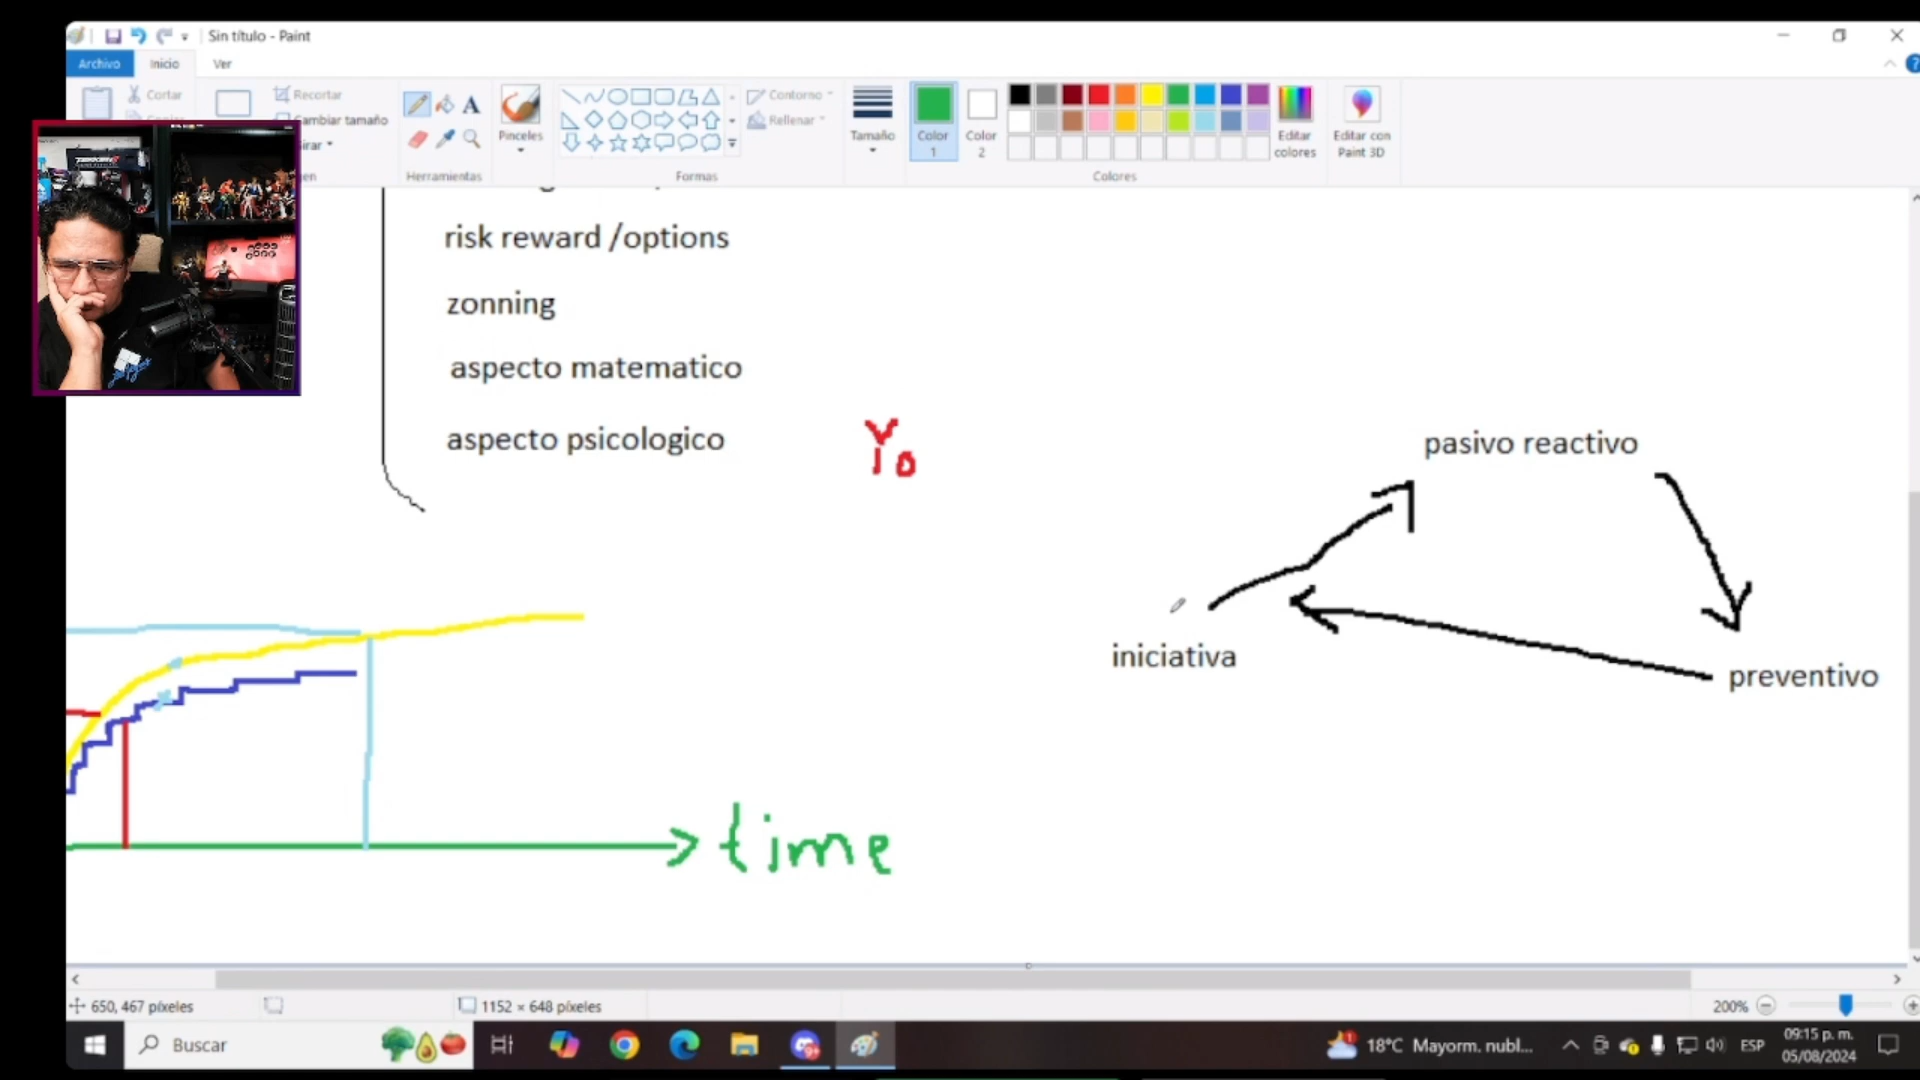 Sin título - Paint
Archivo Inicio Ver
Cortar
Recortar
Cambiar tamaño
Pinceles
Contorno
Rellenar
Tamaño
Color 1
Color 2
Editar colores
Editar con Paint 3D
Herramientas
Formas
Colores
risk reward /options
zonning
aspecto matematico
aspecto psicologico
Yo
pasivo reactivo
iniciativa
preventivo
time
650, 467 píxeles
1152 × 648 píxeles
200%
Buscar
18°C Mayorm. nubl...
ESP
09:15 p. m.
05/08/2024